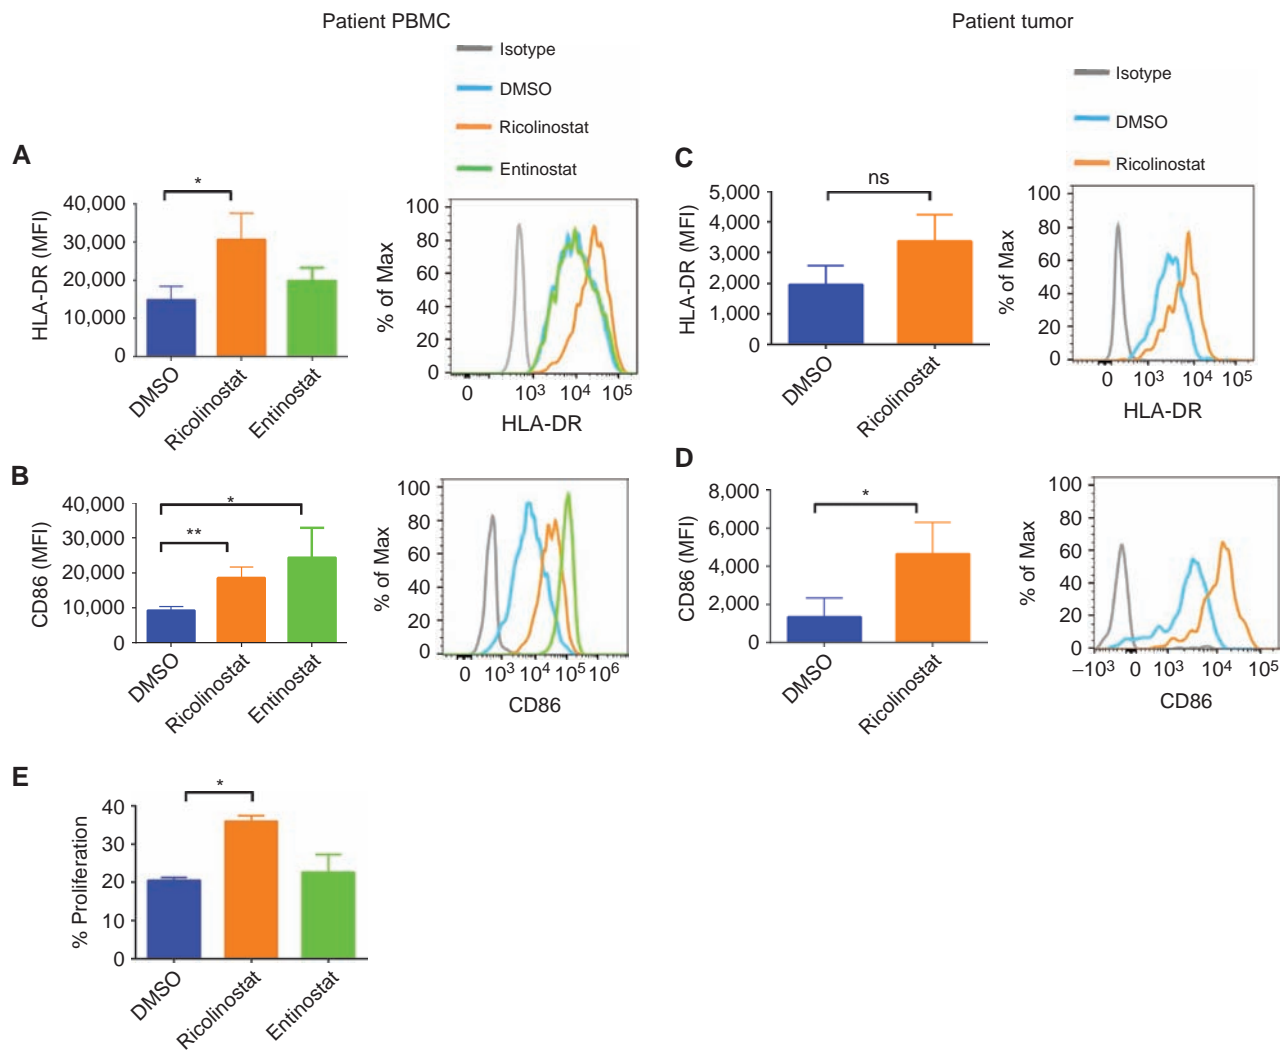 Patient PBMC
Patient tumor
Isotype
DMSO
Ricolinostat
Entinostat
Isotype
DMSO
Ricolinostat
A
HLA-DR (MFI)
40,000
30,000
20,000
10,000
0
*
DMSO
Ricolinostat
Entinostat
% of Max
100
80
60
40
20
0
0 10³ 10⁴ 10⁵
HLA-DR
C
HLA-DR (MFI)
5,000
4,000
3,000
2,000
1,000
0
ns
DMSO
Ricolinostat
% of Max
100
80
60
40
20
0
0 10³ 10⁴ 10⁵
HLA-DR
B
CD86 (MFI)
40,000
30,000
20,000
10,000
0
*
**
DMSO
Ricolinostat
Entinostat
% of Max
100
80
60
40
20
0
0 10³ 10⁴ 10⁵ 10⁶
CD86
D
CD86 (MFI)
8,000
6,000
4,000
2,000
0
*
DMSO
Ricolinostat
% of Max
100
80
60
40
20
0
−10³ 0 10³ 10⁴ 10⁵
CD86
E
% Proliferation
40
30
20
10
0
*
DMSO
Ricolinostat
Entinostat